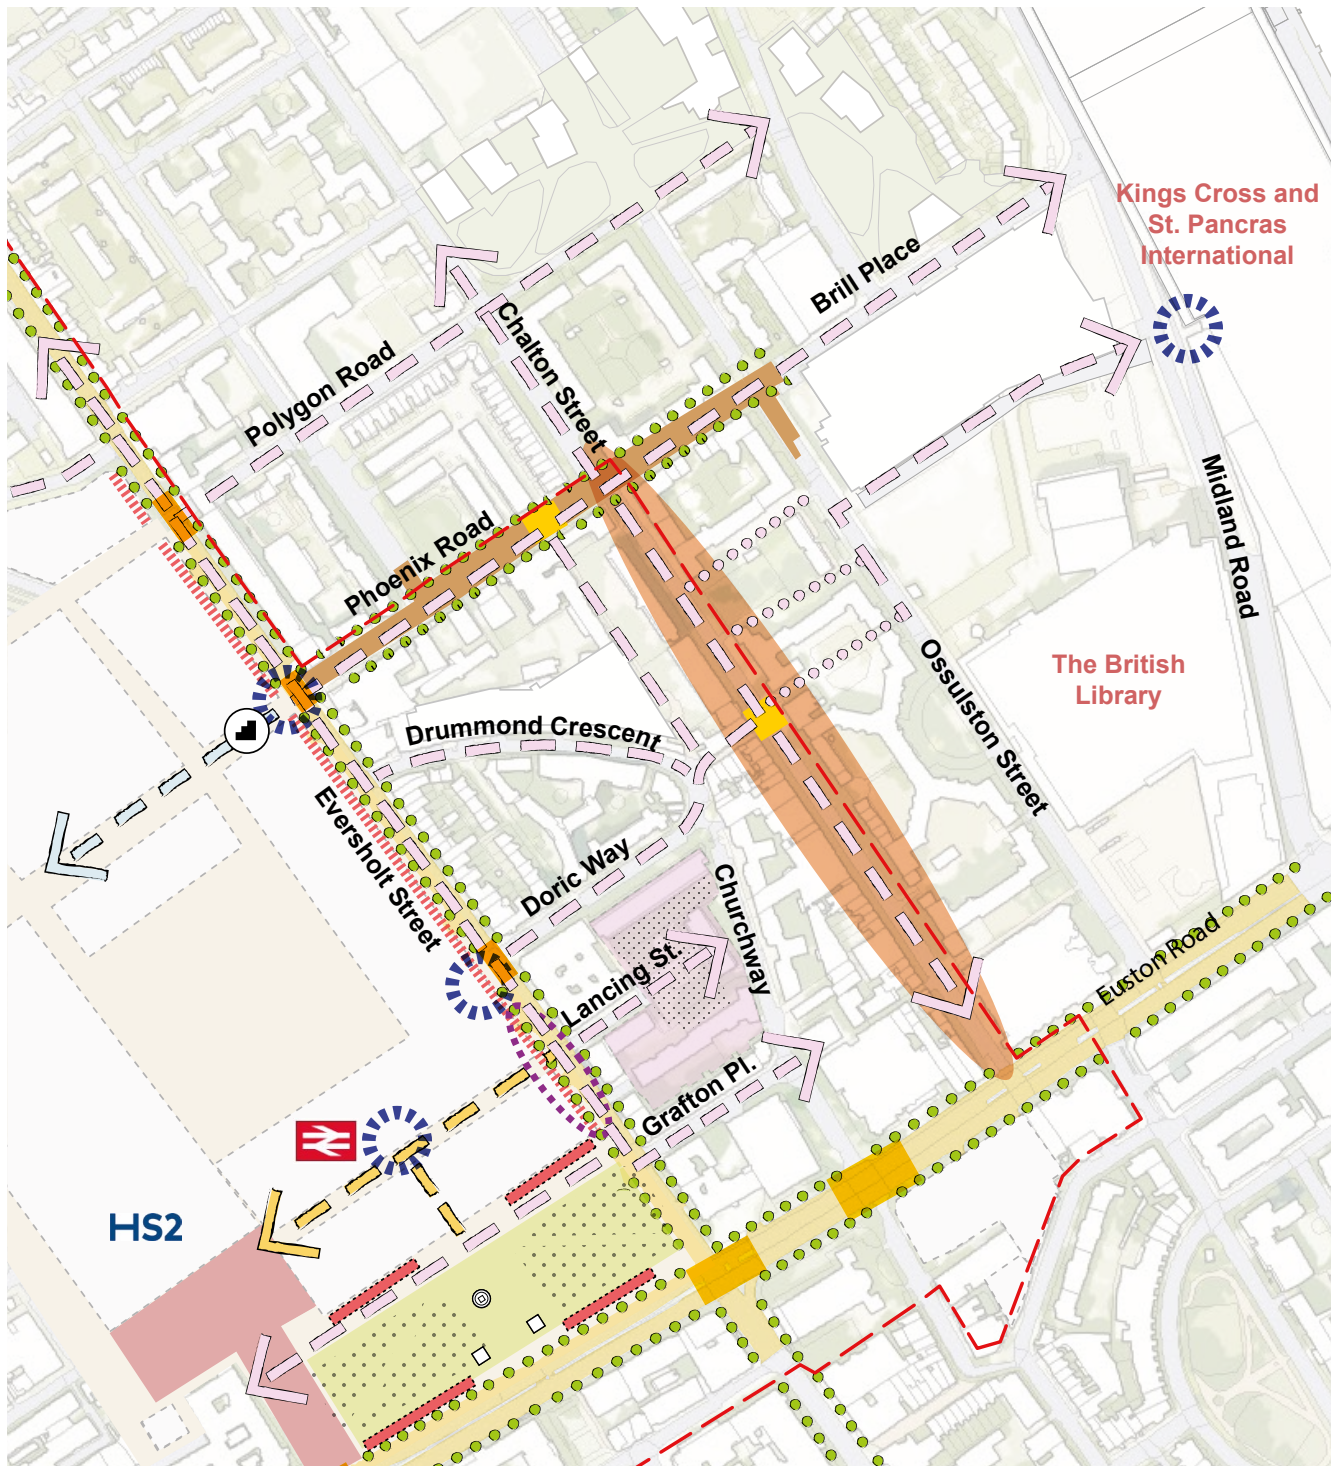 Kings Cross and
St. Pancras
International
Brill Place
Chalton Street
Polygon Road
Midland Road
Phoenix Road
The British
Library
Ossulston Street
Drummond Crescent
Eversholt Street
Doric Way
Churchway
Lancing St.
Euston Road
Grafton Pl.
HS2